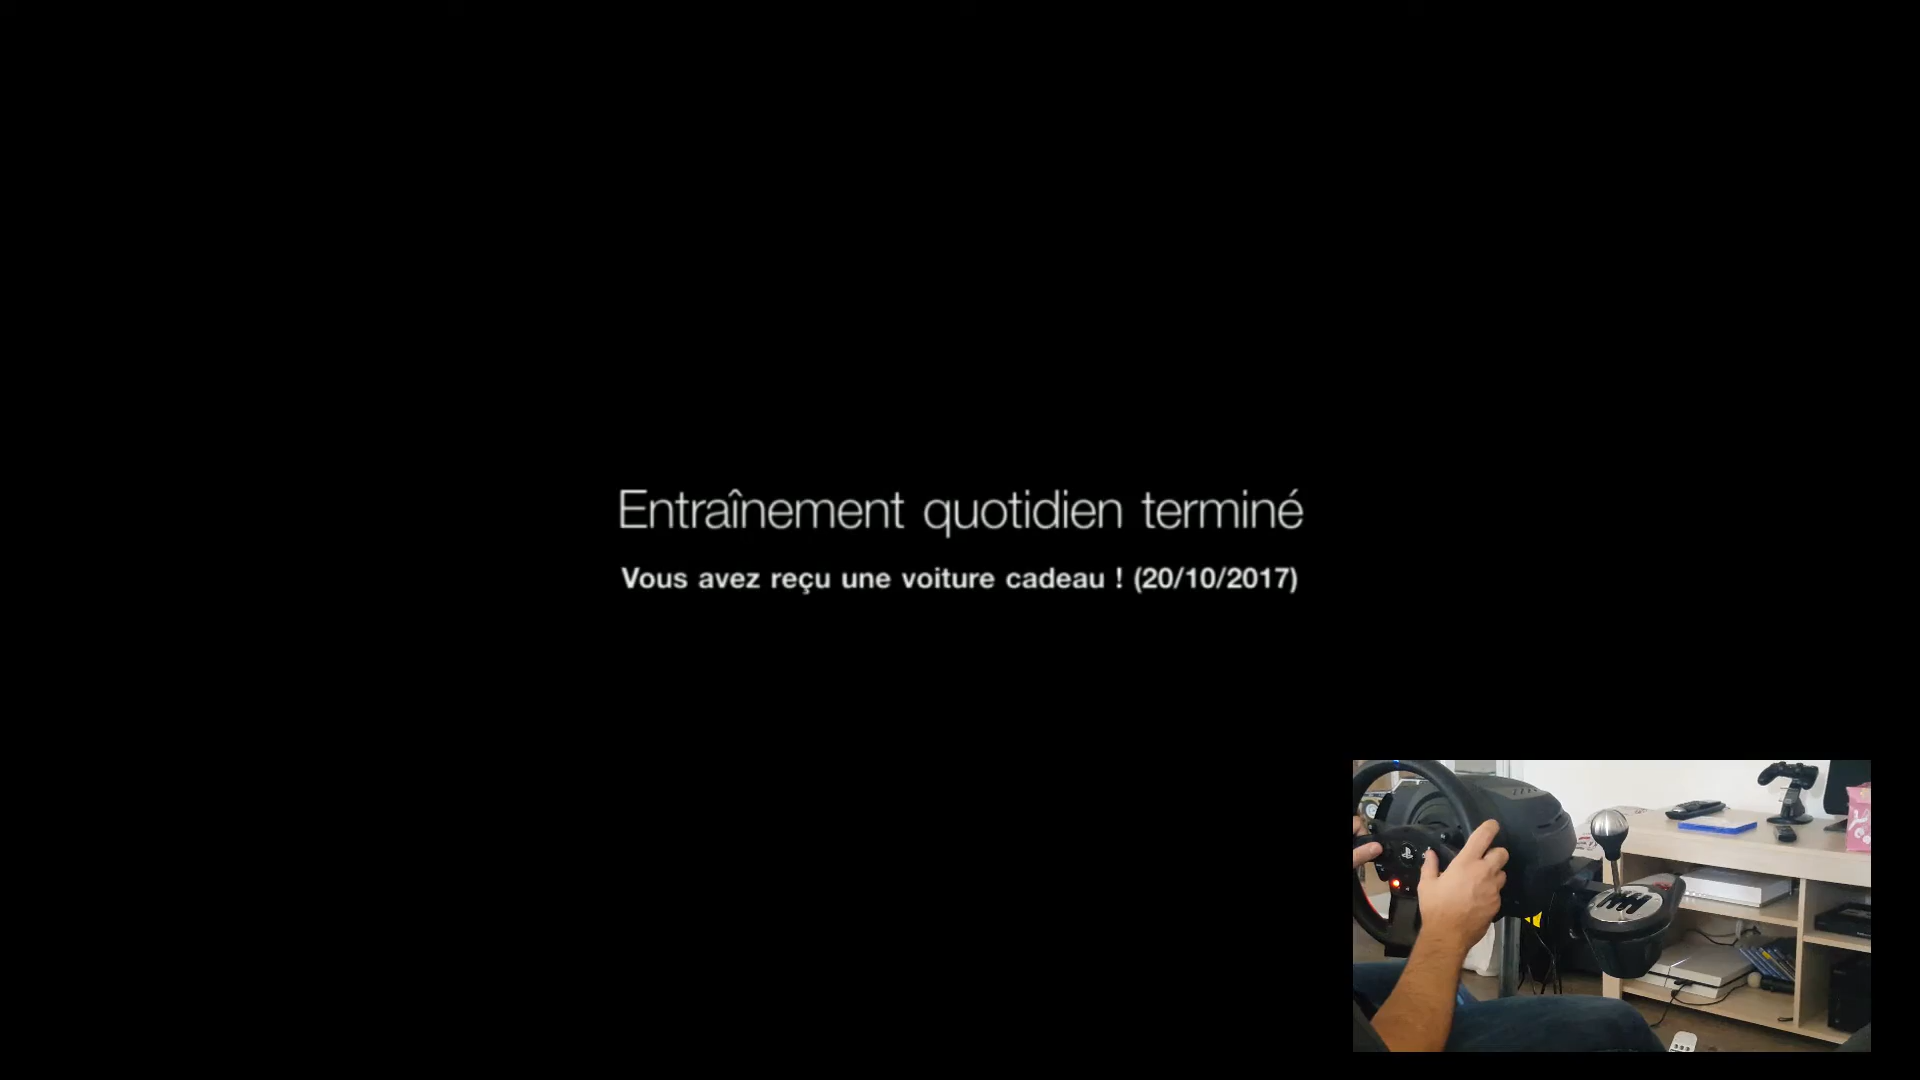 Entraînement quotidien terminé
Vous avez reçu une voiture cadeau ! (20/10/2017)